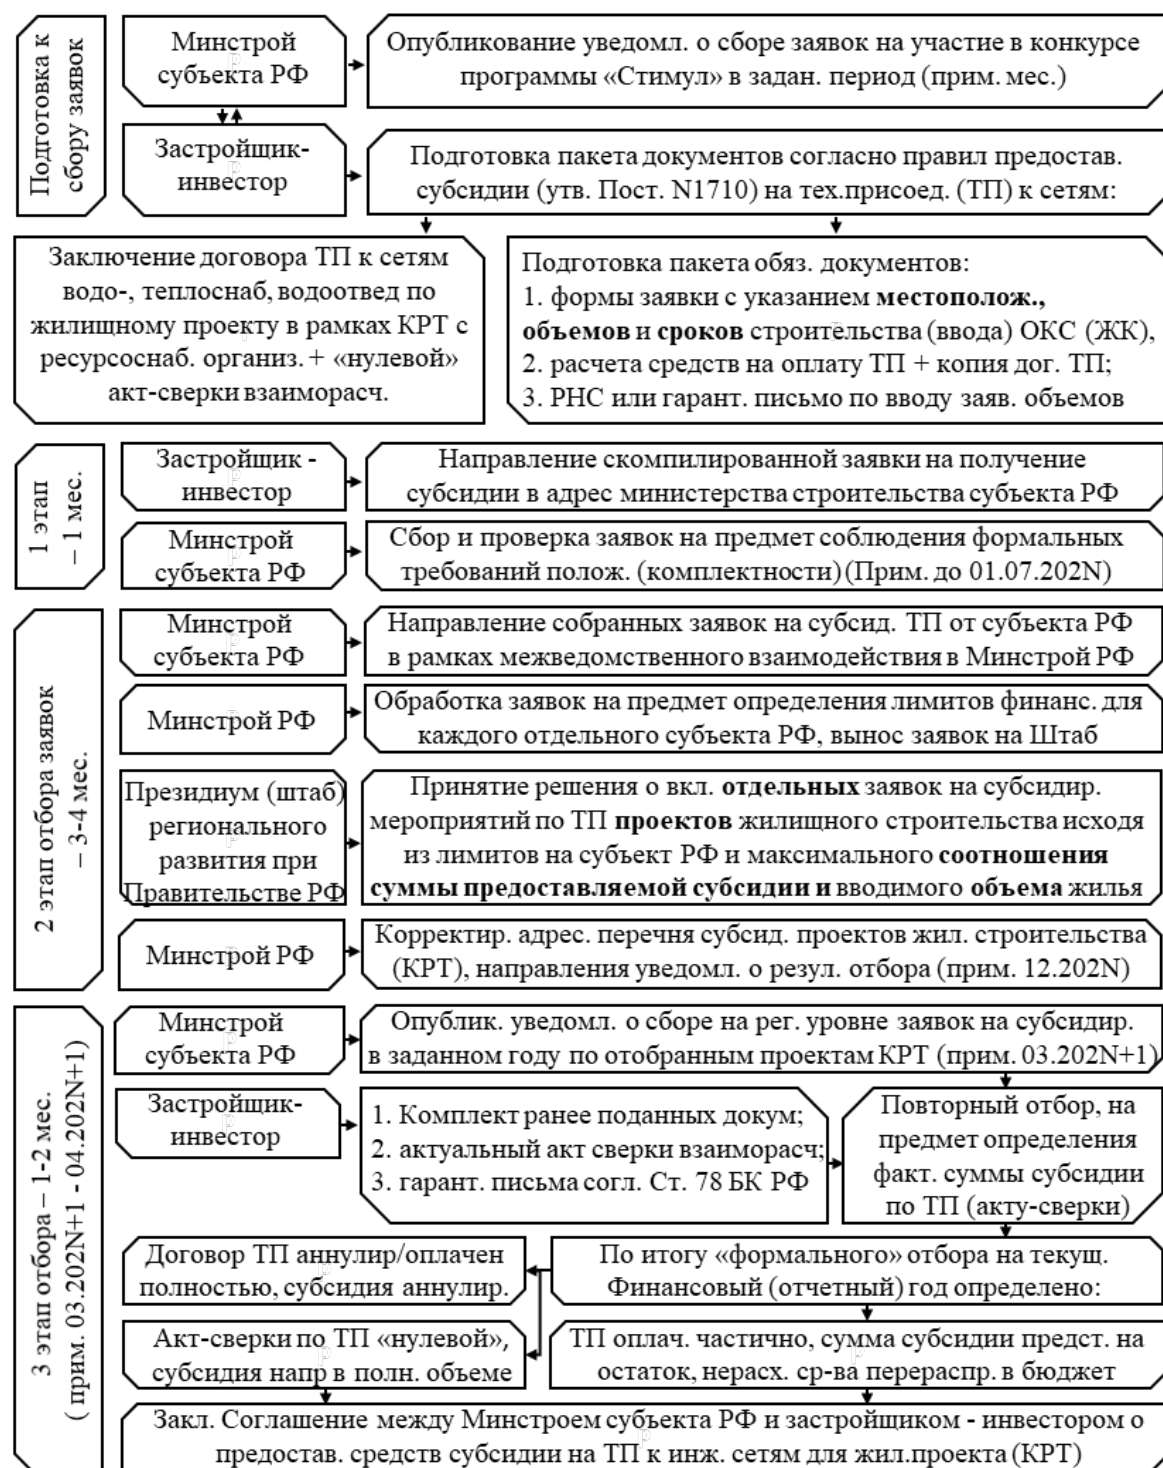 Подготовка к
сбору заявок
Минстрой
субъекта РФ
Опубликование уведомл. о сборе заявок на участие в конкурсе
программы «Стимул» в задан. период (прим. мес.)
Застройщик-
инвестор
Подготовка пакета документов согласно правил предостав.
субсидии (утв. Пост. N1710) на тех.присоед. (ТП) к сетям:
Заключение договора ТП к сетям
водо-, теплоснаб, водоотвед по
жилищному проекту в рамках КРТ с
ресурсоснаб. организ. + «нулевой»
акт-сверки взаиморасч.
Подготовка пакета обяз. документов:
1. формы заявки с указанием местополож.,
объемов и сроков строительства (ввода) ОКС (ЖК),
2. расчета средств на оплату ТП + копия дог. ТП;
3. РНС или гарант. письмо по вводу заяв. объемов
1 этап
– 1 мес.
Застройщик -
инвестор
Направление скомпилированной заявки на получение
субсидии в адрес министерства строительства субъекта РФ
Минстрой
субъекта РФ
Сбор и проверка заявок на предмет соблюдения формальных
требований полож. (комплектности) (Прим. до 01.07.202N)
2 этап отбора заявок
– 3-4 мес.
Минстрой
субъекта РФ
Направление собранных заявок на субсид. ТП от субъекта РФ
в рамках межведомственного взаимодействия в Минстрой РФ
Минстрой РФ
Обработка заявок на предмет определения лимитов финанс. для
каждого отдельного субъекта РФ, вынос заявок на Штаб
Президиум (штаб)
регионального
развития при
Правительстве РФ
Принятие решения о вкл. отдельных заявок на субсидир.
мероприятий по ТП проектов жилищного строительства исходя
из лимитов на субъект РФ и максимального соотношения
суммы предоставляемой субсидии и вводимого объема жилья
Минстрой РФ
Корректир. адрес. перечня субсид. проектов жил. строительства
(КРТ), направления уведомл. о резул. отбора (прим. 12.202N)
3 этап отбора – 1-2 мес.
( прим. 03.202N+1 - 04.202N+1)
Минстрой
субъекта РФ
Опублик. уведомл. о сборе на рег. уровне заявок на субсидир.
в заданном году по отобранным проектам КРТ (прим. 03.202N+1)
Застройщик-
инвестор
1. Комплект ранее поданных докум;
2. актуальный акт сверки взаиморасч;
3. гарант. письма согл. Ст. 78 БК РФ
Повторный отбор, на
предмет определения
факт. суммы субсидии
по ТП (акту-сверки)
Договор ТП аннулир/оплачен
полностью, субсидия аннулир.
По итогу «формального» отбора на текущ.
Финансовый (отчетный) год определено:
Акт-сверки по ТП «нулевой»,
субсидия напр в полн. объеме
ТП оплач. частично, сумма субсидии предст. на
остаток, нерасх. ср-ва перераспр. в бюджет
Закл. Соглашение между Минстроем субъекта РФ и застройщиком - инвестором о
предостав. средств субсидии на ТП к инж. сетям для жил.проекта (КРТ)